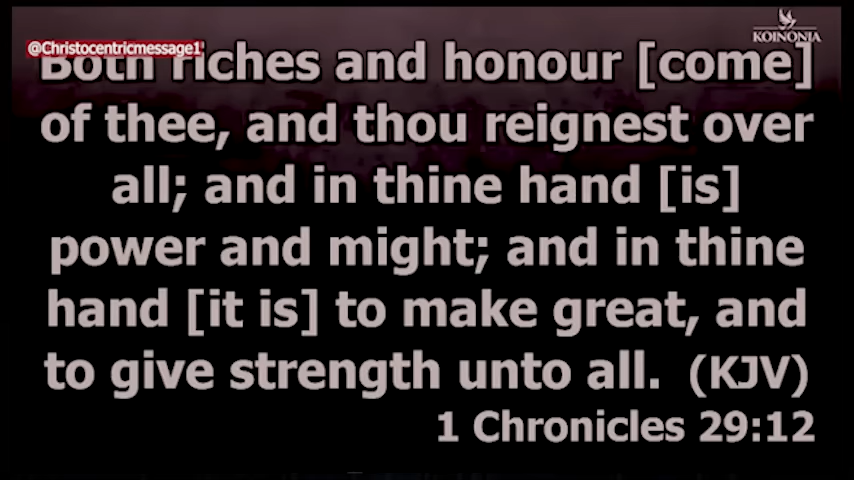 @Christocentricmessage1
KOINONIA
Both riches and honour [come]
of thee, and thou reignest over
all; and in thine hand [is]
power and might; and in thine
hand [it is] to make great, and
to give strength unto all. (KJV)
1 Chronicles 29:12